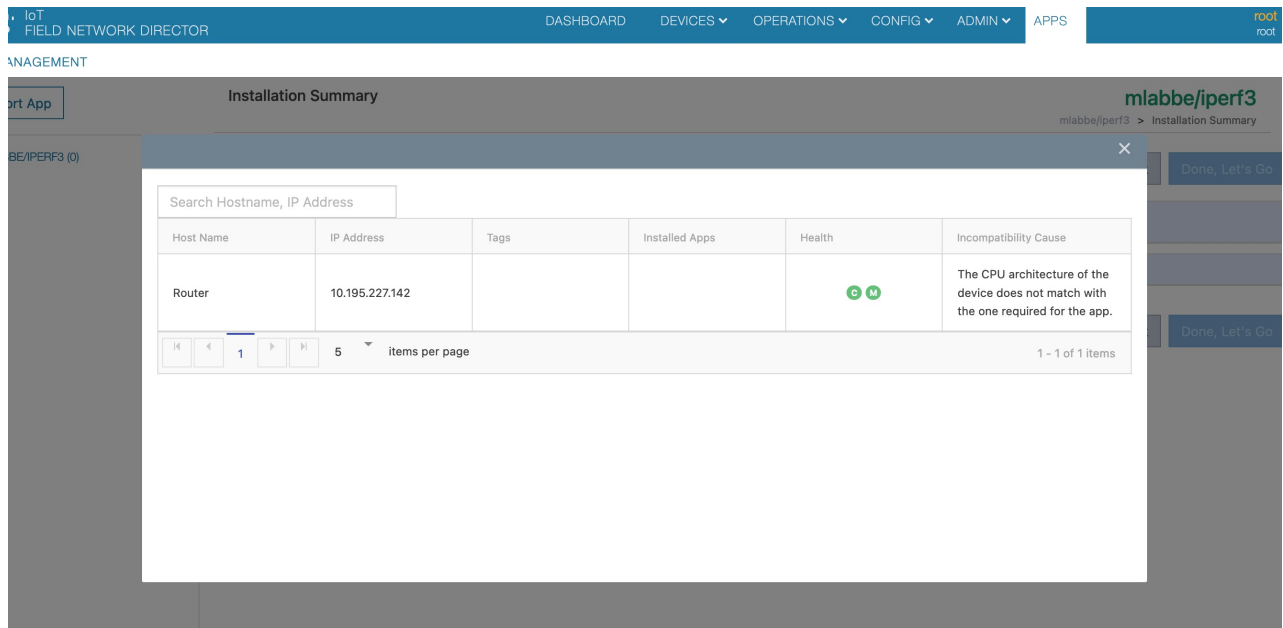 IoT
FIELD NETWORK DIRECTOR
DASHBOARD DEVICES OPERATIONS CONFIG ADMIN APPS
root
root
ANAGEMENT
ort App
Installation Summary
mlabbe/iperf3
mlabbe/iperf3 > Installation Summary
BE/IPERF3 (0)
Done, Let's Go
Search Hostname, IP Address
Host Name IP Address Tags Installed Apps Health Incompatibility Cause
Router 10.195.227.142 C M
The CPU architecture of the
device does not match with
the one required for the app.
1 5 items per page 1 - 1 of 1 items
Done, Let's Go